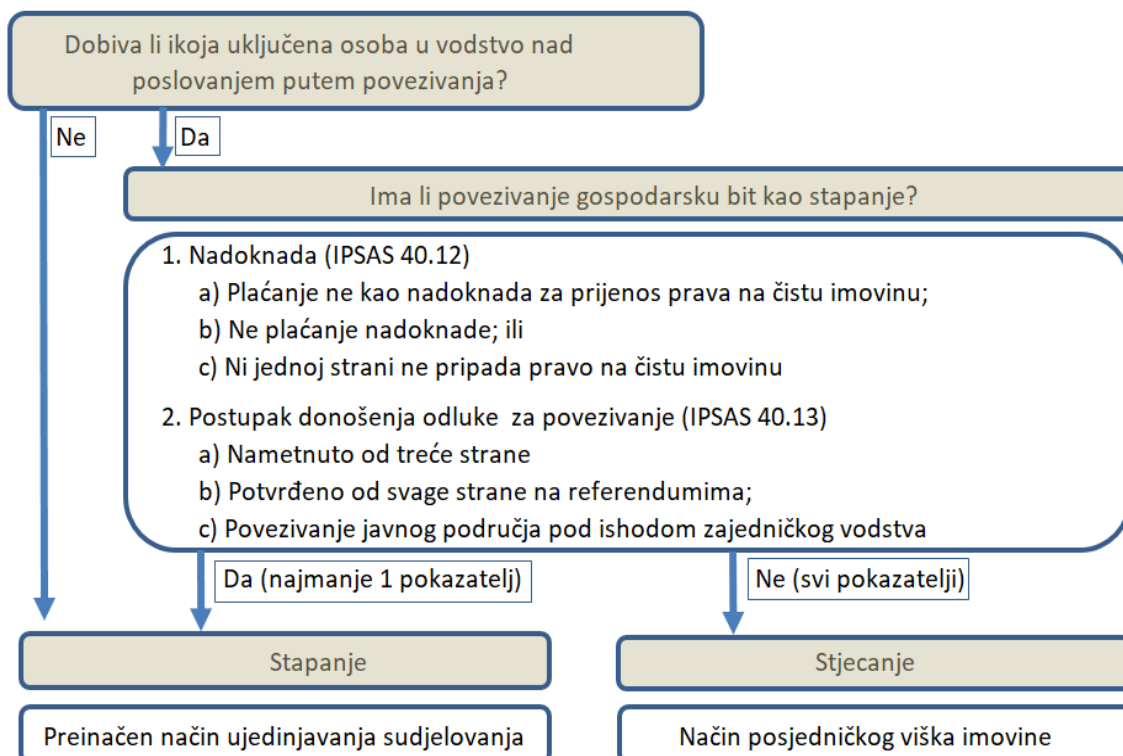 Dobiva li ikoja uključena osoba u vodstvo nad
poslovanjem putem povezivanja?
Ne
Da
Ima li povezivanje gospodarsku bit kao stapanje?
1. Nadoknada (IPSAS 40.12)
a) Plaćanje ne kao nadoknada za prijenos prava na čistu imovinu;
b) Ne plaćanje nadoknade; ili
c) Ni jednoj strani ne pripada pravo na čistu imovinu
2. Postupak donošenja odluke za povezivanje (IPSAS 40.13)
a) Nametnuto od treće strane
b) Potvrđeno od svage strane na referendumima;
c) Povezivanje javnog područja pod ishodom zajedničkog vodstva
Da (najmanje 1 pokazatelj)
Ne (svi pokazatelji)
Stapanje
Stjecanje
Preinačen način ujedinjavanja sudjelovanja
Način posjedničkog viška imovine